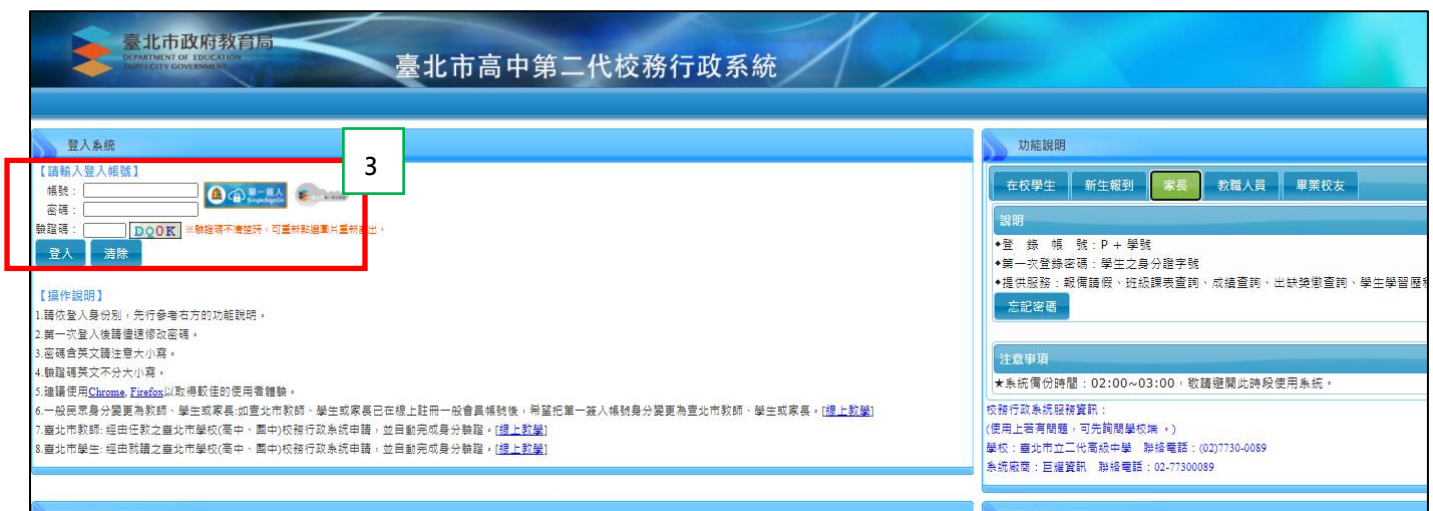 臺北市政府教育局
DEPARTMENT OF EDUCATION
TAIPEI CITY GOVERNMENT
臺北市高中第二代校務行政系統
登入系統
3
【請輸入登入帳號】
帳號：
單一簽入
SingleSignOn
密碼：
驗證碼：
DQOK
※驗證碼不清楚時，可重新點選圖片重新產出。
登入
清除
【操作說明】
1.請依登入身份別，先行參考右方的功能說明。
2.第一次登入後請儘速修改密碼。
3.密碼含英文請注意大小寫。
4.驗證碼英文不分大小寫。
5.建議使用Chrome, Firefox以取得較佳的使用者體驗。
6.一般民眾身分變更為教師、學生或家長:如臺北市教師、學生或家長已在線上註冊一般會員帳號後，希望把單一簽入帳號身分變更為臺北市教師、學生或家長。[線上教學]
7.臺北市教師: 經由任教之臺北市學校(高中、國中)校務行政系統申請，並自動完成身分驗證。[線上教學]
8.臺北市學生: 經由就讀之臺北市學校(高中、國中)校務行政系統申請，並自動完成身分驗證。[線上教學]
功能說明
在校學生
新生報到
家長
教職人員
畢業校友
說明
◆登 錄 帳 號：P + 學號
◆第一次登錄密碼：學生之身分證字號
◆提供服務：報備請假、班級課表查詢、成績查詢、出缺獎懲查詢、學生學習歷程
忘記密碼
注意事項
★系統備份時間：02:00~03:00，敬請避開此時段使用系統。
校務行政系統服務資訊：
(使用上若有問題，可先詢問學校端 。)
學校：臺北市立二代高級中學 聯絡電話：(02)7730-0089
系統廠商：巨耀資訊 聯絡電話：02-77300089